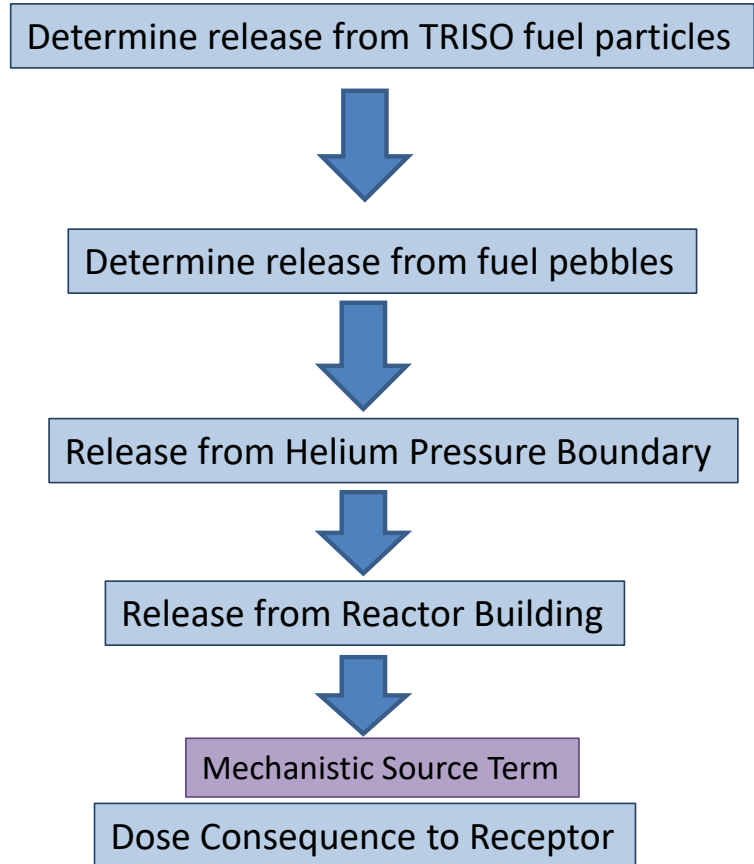 Determine release from TRISO fuel particles
Determine release from fuel pebbles
Release from Helium Pressure Boundary
Release from Reactor Building
Mechanistic Source Term
Dose Consequence to Receptor